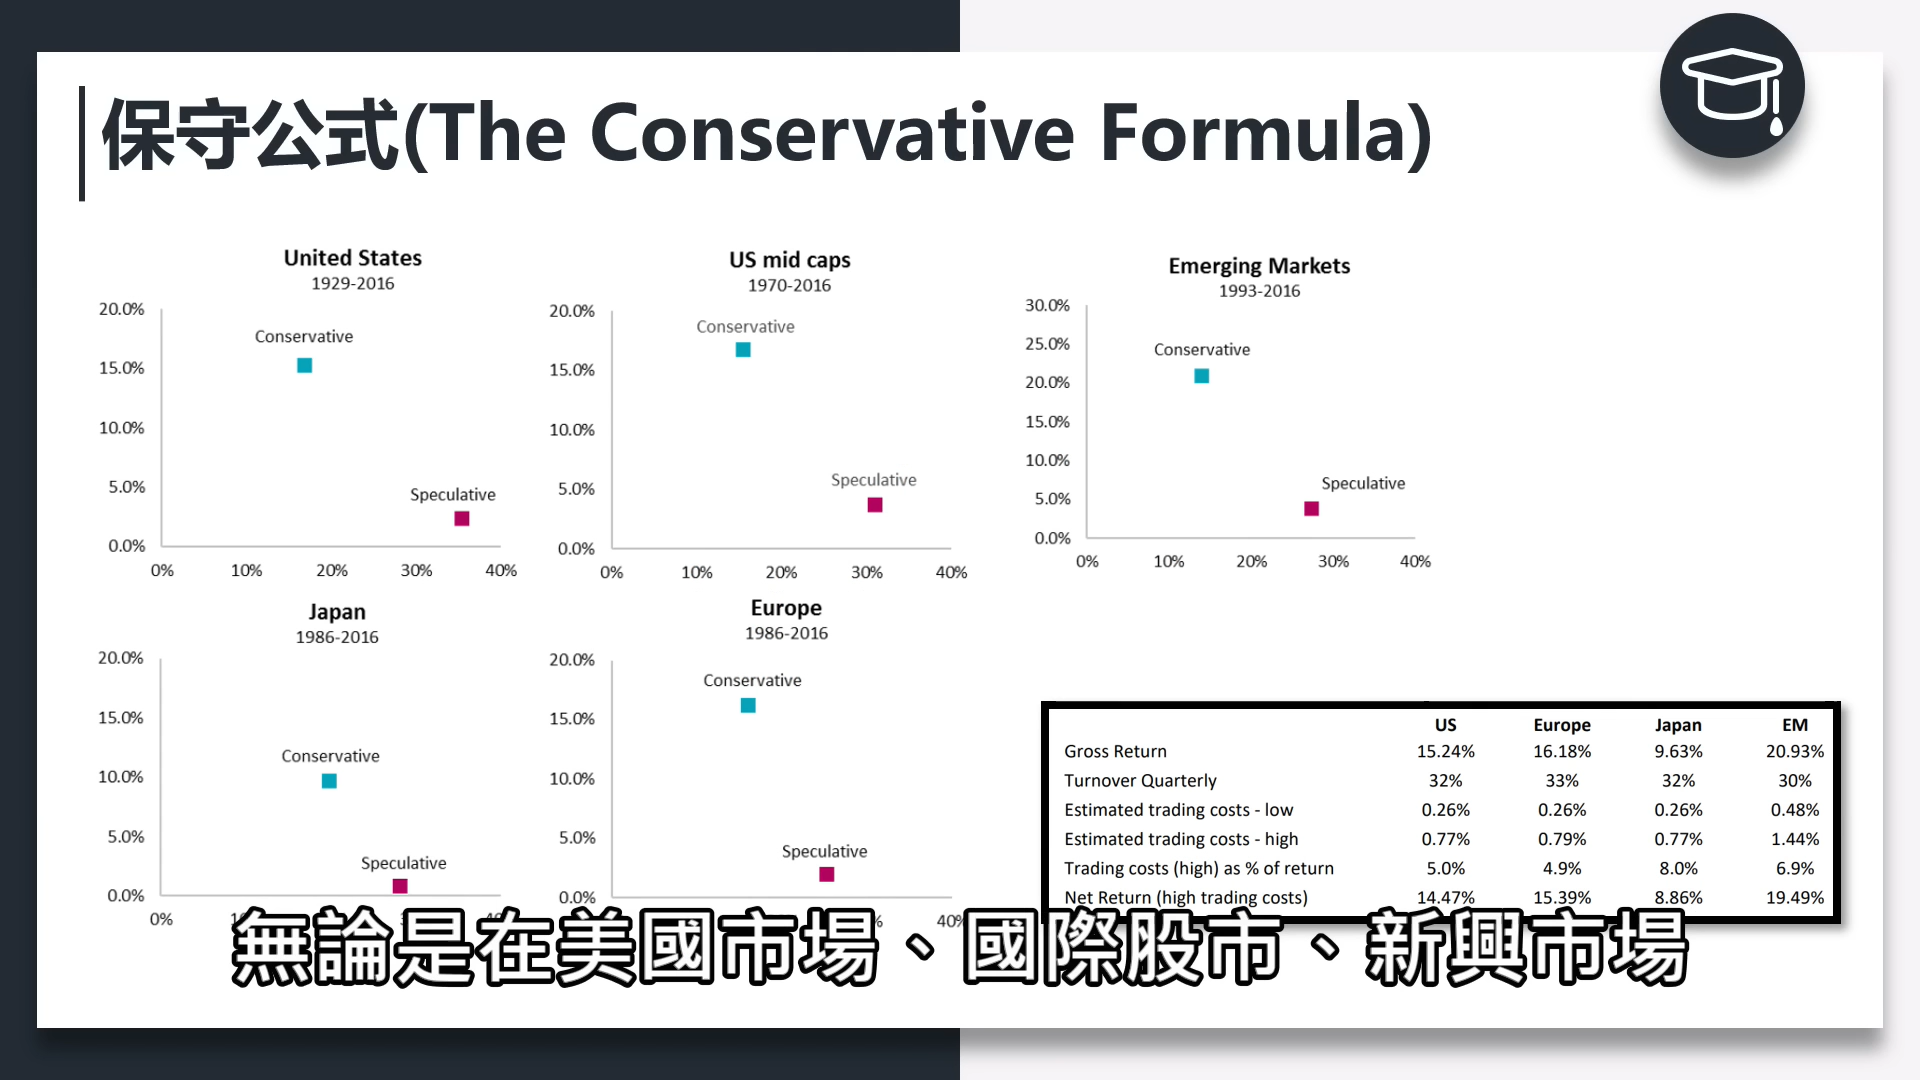 保守公式(The Conservative Formula)
United States
1929-2016
20.0%
15.0%
10.0%
5.0%
0.0%
Conservative
Speculative
0% 10% 20% 30% 40%
US mid caps
1970-2016
20.0%
15.0%
10.0%
5.0%
0.0%
Conservative
Speculative
0% 10% 20% 30% 40%
Emerging Markets
1993-2016
30.0%
25.0%
20.0%
15.0%
10.0%
5.0%
0.0%
Conservative
Speculative
0% 10% 20% 30% 40%
Japan
1986-2016
20.0%
15.0%
10.0%
5.0%
0.0%
Conservative
Speculative
0%
Europe
1986-2016
20.0%
15.0%
10.0%
5.0%
0.0%
Conservative
Speculative
US Europe Japan EM
Gross Return 15.24% 16.18% 9.63% 20.93%
Turnover Quarterly 32% 33% 32% 30%
Estimated trading costs - low 0.26% 0.26% 0.26% 0.48%
Estimated trading costs - high 0.77% 0.79% 0.77% 1.44%
Trading costs (high) as % of return 5.0% 4.9% 8.0% 6.9%
Net Return (high trading costs) 14.47% 15.39% 8.86% 19.49%
無論是在美國市場、國際股市、新興市場